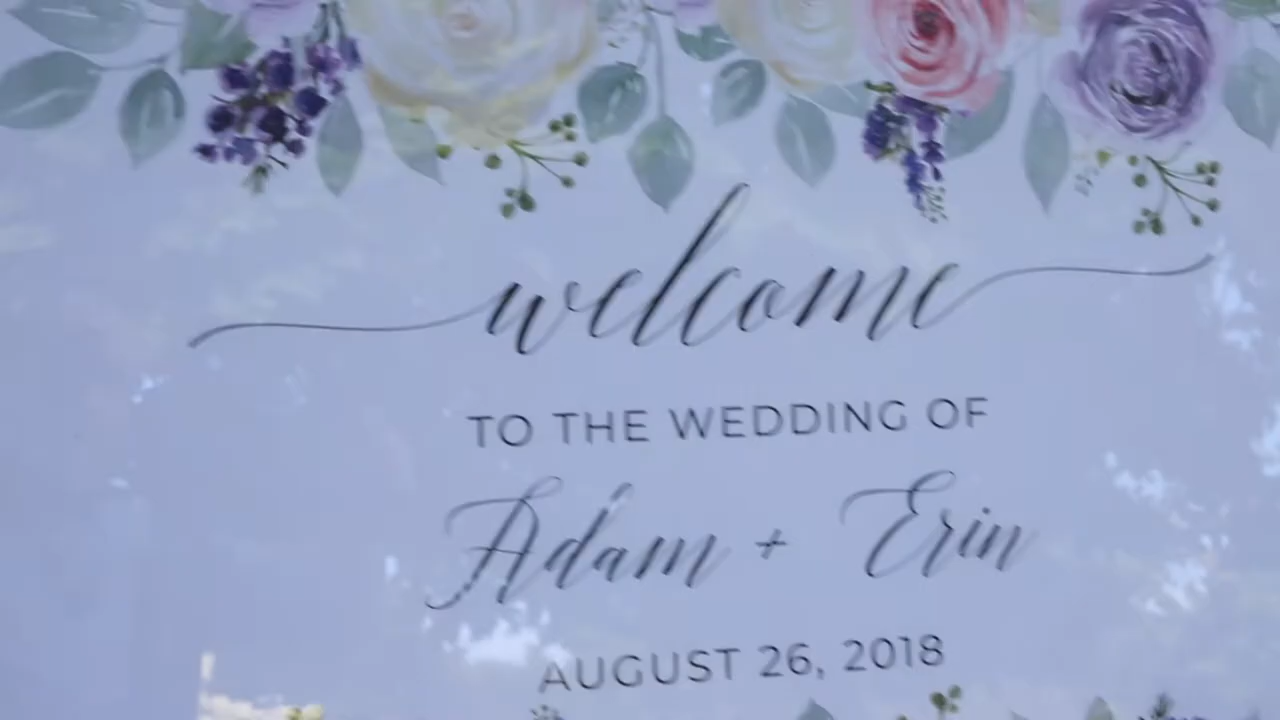 welcome
TO THE WEDDING OF
Adam + Erin
AUGUST 26, 2018